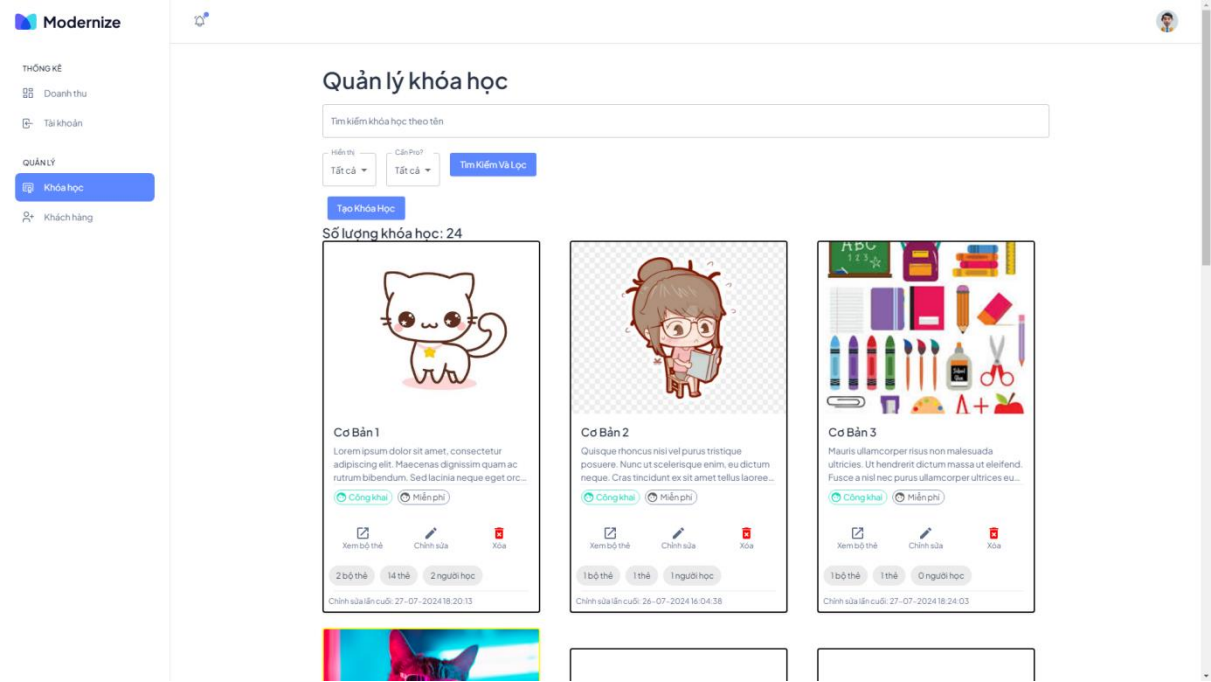 Modernize
THỐNG KÊ
Doanh thu
Tài khoản
QUẢN LÝ
Khóa học
Khách hàng
Quản lý khóa học
Tìm kiếm khóa học theo tên
Hiển thị
Cần Pro?
Tất cả
Tất cả
Tìm Kiếm Và Lọc
Tạo Khóa Học
Số lượng khóa học: 24
Cơ Bản 1
Lorem ipsum dolor sit amet, consectetur
adipiscing elit. Maecenas dignissim quam ac
rutrum bibendum. Sed lacinia neque eget orc...
Công khai
Miễn phí
Xem bộ thẻ
Chỉnh sửa
Xóa
2 bộ thẻ
14 thẻ
2 người học
Chỉnh sửa lần cuối: 27-07-2024 18:20:13
Cơ Bản 2
Quisque rhoncus nisi vel purus tristique
posuere. Nunc ut scelerisque enim, eu dictum
neque. Cras tincidunt ex sit amet tellus laoree...
Công khai
Miễn phí
Xem bộ thẻ
Chỉnh sửa
Xóa
1 bộ thẻ
1 thẻ
1 người học
Chỉnh sửa lần cuối: 26-07-2024 16:04:38
ABC
123
School
Glue
A+
Cơ Bản 3
Mauris ullamcorper risus non malesuada
ultricies. Ut hendrerit dictum massa ut eleifend.
Fusce a nisl nec purus ullamcorper ultrices eu...
Công khai
Miễn phí
Xem bộ thẻ
Chỉnh sửa
Xóa
1 bộ thẻ
1 thẻ
0 người học
Chỉnh sửa lần cuối: 27-07-2024 18:24:03